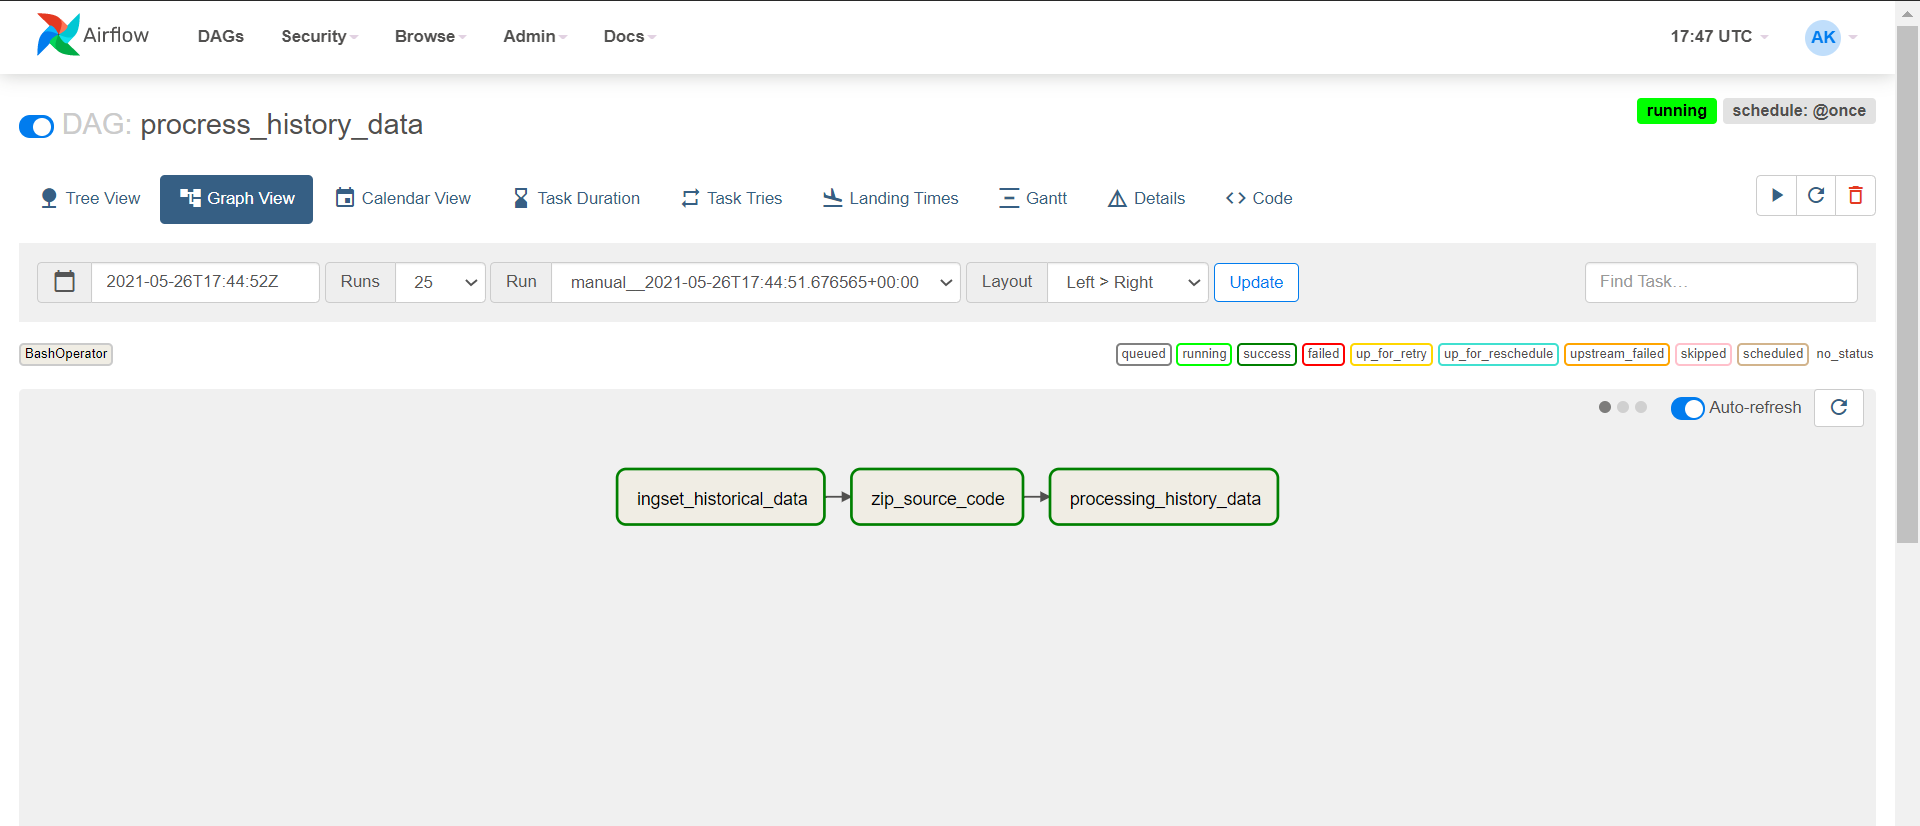 Airflow DAGs Security Browse Admin Docs 17:47 UTC AK
DAG: procress_history_data
running schedule: @once
Tree View Graph View Calendar View Task Duration Task Tries Landing Times Gantt Details Code
2021-05-26T17:44:52Z Runs 25 Run manual__2021-05-26T17:44:51.676565+00:00 Layout Left > Right Update Find Task...
BashOperator queued running success failed up_for_retry up_for_reschedule upstream_failed skipped scheduled no_status
Auto-refresh
ingset_historical_data zip_source_code processing_history_data